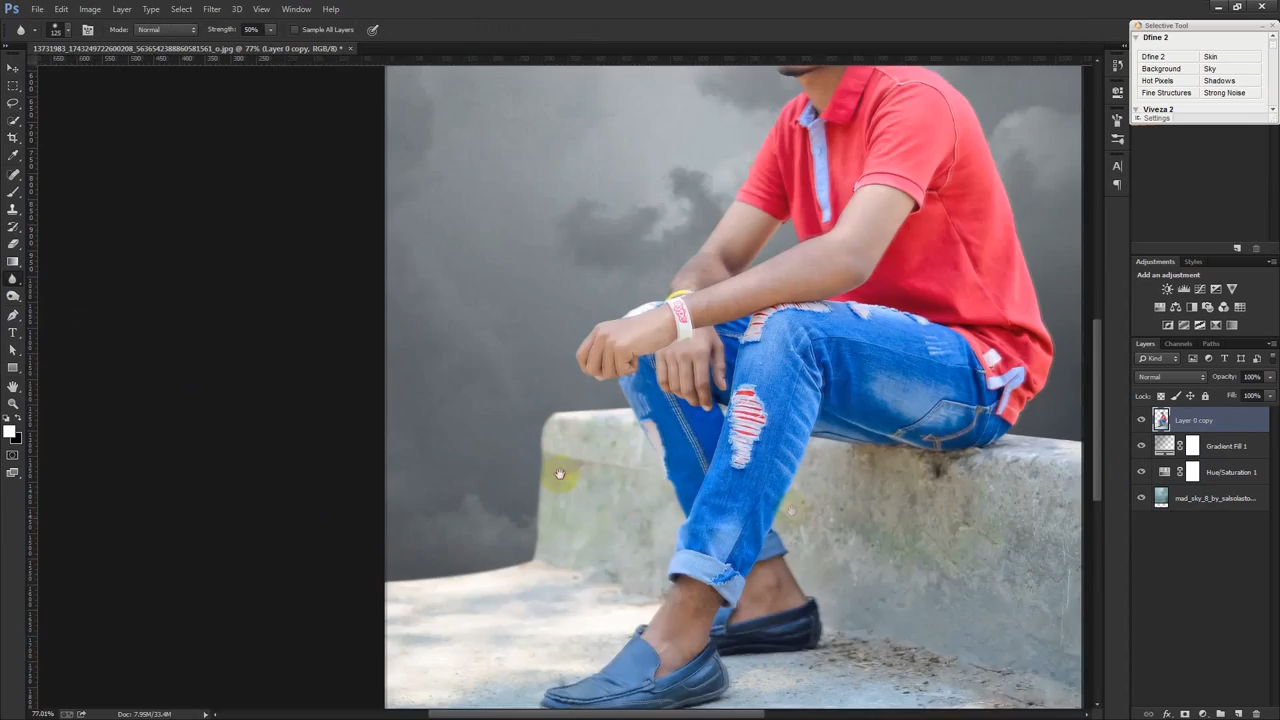 Ps File Edit Image Layer Type Select Filter 3D View Window Help
125 Mode: Normal Strength: 50% Sample All Layers
13731983_1743249722600208_5636542388860581561_o.jpg @ 77% (Layer 0 copy, RGB/8) * ×
Selective Tool
Dfine 2
Dfine 2 Skin
Background Sky
Hot Pixels Shadows
Fine Structures Strong Noise
Viveza 2
Settings
Adjustments Styles
Add an adjustment
Layers Channels Paths
Kind
Normal Opacity: 100%
Lock: Fill: 100%
Layer 0 copy
Gradient Fill 1
Hue/Saturation 1
mad_sky_8_by_salsolasto...
77.01% Doc: 7.95M/33.4M